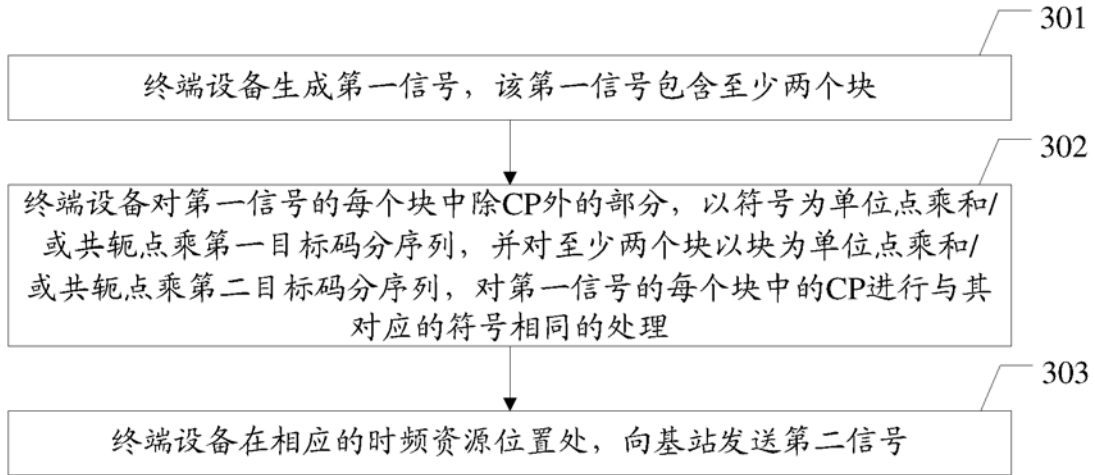 301
终端设备生成第一信号，该第一信号包含至少两个块
302
终端设备对第一信号的每个块中除CP外的部分，以符号为单位点乘和/
或共轭点乘第一目标码分序列，并对至少两个块以块为单位点乘和/
或共轭点乘第二目标码分序列，对第一信号的每个块中的CP进行与其
对应的符号相同的处理
303
终端设备在相应的时频资源位置处，向基站发送第二信号